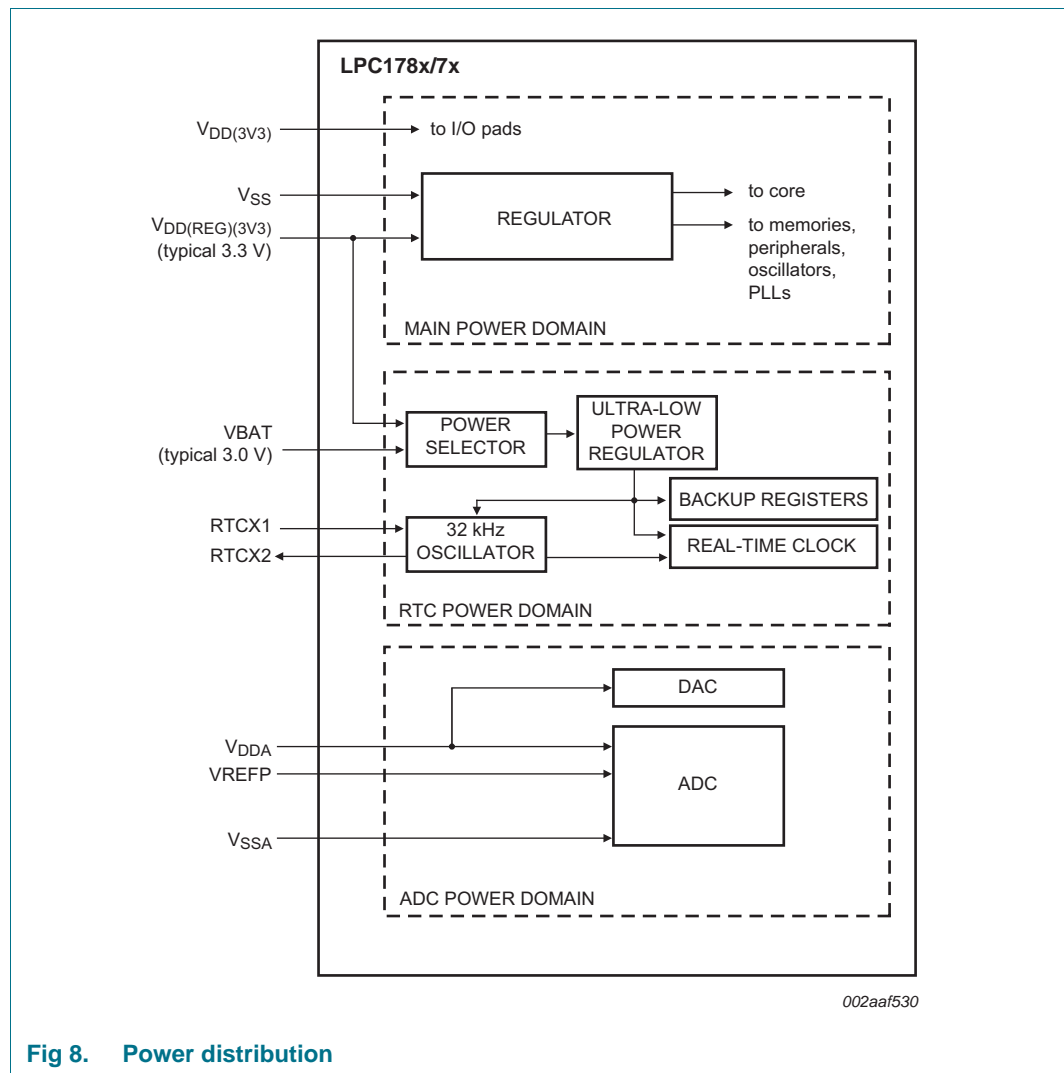 LPC178x/7x
VDD(3V3)
to I/O pads
VSS
VDD(REG)(3V3)
(typical 3.3 V)
REGULATOR
to core
to memories,
peripherals,
oscillators,
PLLs
MAIN POWER DOMAIN
VBAT
(typical 3.0 V)
POWER
SELECTOR
ULTRA-LOW
POWER
REGULATOR
BACKUP REGISTERS
RTCX1
RTCX2
32 kHz
OSCILLATOR
REAL-TIME CLOCK
RTC POWER DOMAIN
DAC
VDDA
VREFP
ADC
VSSA
ADC POWER DOMAIN
002aaf530
Fig 8. Power distribution